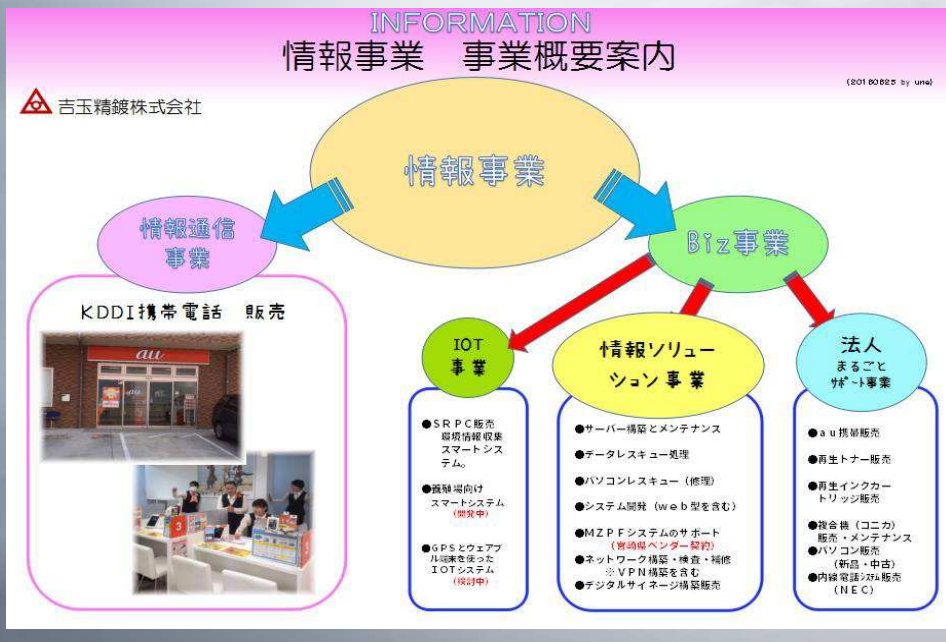 INFORMATION
情報事業　事業概要案内
(20180825 by une)
吉玉精鍍株式会社
情報事業
情報通信
事業
Biz事業
KDDI携帯電話　販売
au
IOT
事業
●SRPC販売
環境情報収集
スマートシス
テム。
●養殖場向け
スマートシステム
(開発中)
●GPSとウェアブ
ル端末を使った
IOTシステム
(検討中)
情報ソリュー
ション事業
●サーバー構築とメンテナンス
●データレスキュー処理
●パソコンレスキュー（修理）
●システム開発（web型を含む）
●MZPFシステムのサポート
（宮崎県ベンダー契約）
●ネットワーク構築・検査・補修
※VPN構築を含む
●デジタルサイネージ構築販売
法人
まるごと
サポート事業
●au携帯販売
●再生トナー販売
●再生インクカー
トリッジ販売
●複合機（コニカ）
販売・メンテナンス
●パソコン販売
（新品・中古）
●内線電話システム販売
（NEC）